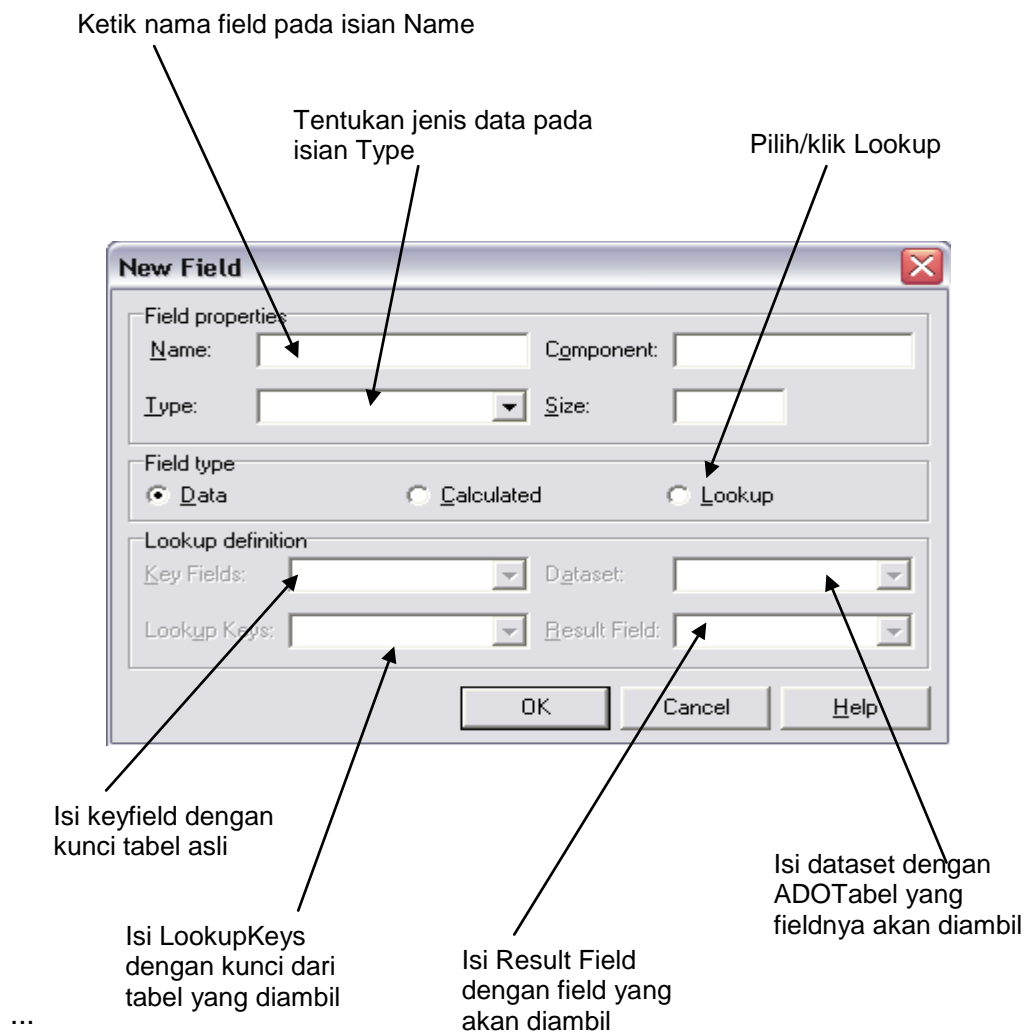 Ketik nama field pada isian Name
Tentukan jenis data pada
isian Type
Pilih/klik Lookup
New Field
Field properties
Name:
Component:
Type:
Size:
Field type
Data
Calculated
Lookup
Lookup definition
Key Fields:
Dataset:
Lookup Keys:
Result Field:
OK
Cancel
Help
Isi keyfield dengan
kunci tabel asli
Isi dataset dengan
ADOTabel yang
fieldnya akan diambil
Isi LookupKeys
dengan kunci dari
tabel yang diambil
Isi Result Field
dengan field yang
akan diambil
...